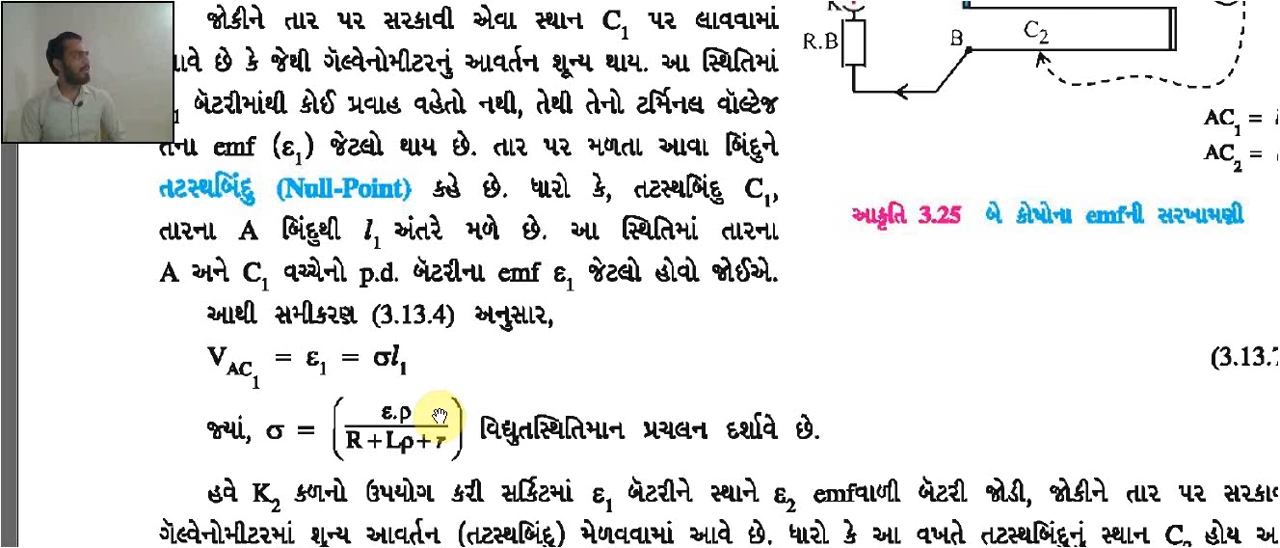 જોકીને તાર પર સરકાવી એવા સ્થાન C₁ પર લાવવામાં
આવે છે કે જેથી ગૅલ્વેનોમીટરનું આવર્તન શૂન્ય થાય. આ સ્થિતિમાં
બૅટરીમાંથી કોઈ પ્રવાહ વહેતો નથી, તેથી તેનો ટર્મિનલ વૉલ્ટેજ
તેના emf (ε₁) જેટલો થાય છે. તાર પર મળતા આવા બિંદુને
તટસ્થબિંદુ (Null-Point) કહે છે. ધારો કે, તટસ્થબિંદુ C₁,
તારના A બિંદુથી l₁ અંતરે મળે છે. આ સ્થિતિમાં તારના
A અને C₁ વચ્ચેનો p.d. બૅટરીના emf ε₁ જેટલો હોવો જોઈએ.
આથી સમીકરણ (3.13.4) અનુસાર,
V_AC₁ = ε₁ = σl₁ (3.13.7
જ્યાં, σ = (ε.ρ / R + Lρ + r) વિદ્યુતસ્થિતિમાન પ્રચલન દર્શાવે છે.
હવે K₂ કળનો ઉપયોગ કરી સર્કિટમાં ε₁ બૅટરીને સ્થાને ε₂ emfવાળી બૅટરી જોડી, જોકીને તાર પર
ગૅલ્વેનોમીટરમાં શૂન્ય આવર્તન (તટસ્થબિંદુ) મેળવવામાં આવે છે. ધારો કે આ વખતે તટસ્થબિંદુનું સ્થાન C₂ હોય
R.B
B
C₂
AC₁ =
AC₂ =
આકૃતિ 3.25 બે કોષોના emfની સરખામણી